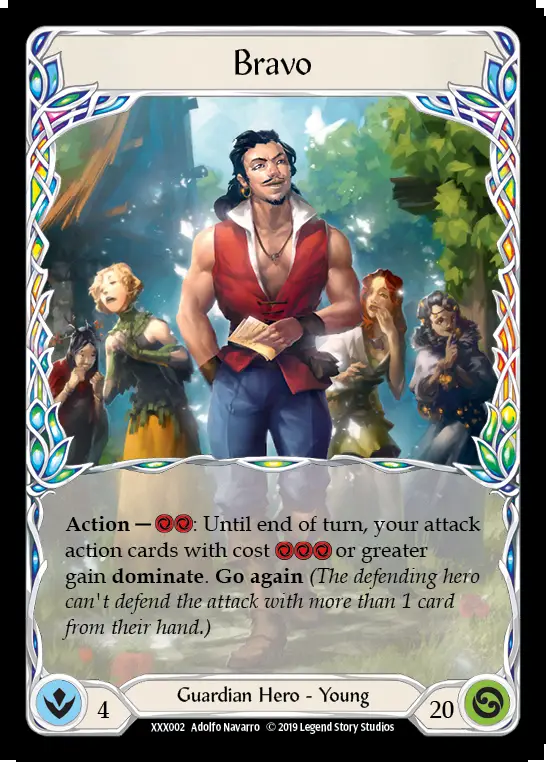 Bravo
Action — : Until end of turn, your attack
action cards with cost or greater
gain dominate. Go again (The defending hero
can't defend the attack with more than 1 card
from their hand.)
Guardian Hero - Young
4
20
XXX002 Adolfo Navarro © 2019 Legend Story Studios